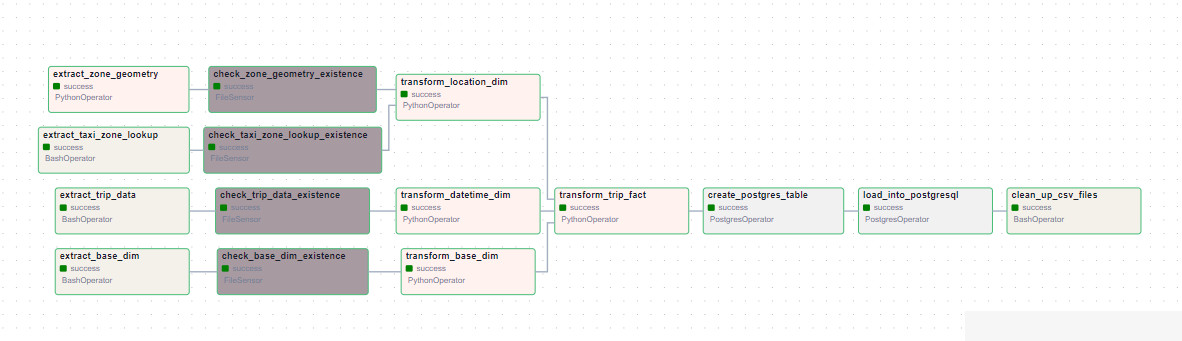 extract_zone_geometry
success
PythonOperator
check_zone_geometry_existence
success
FileSensor
transform_location_dim
success
PythonOperator
extract_taxi_zone_lookup
success
BashOperator
check_taxi_zone_lookup_existence
success
FileSensor
extract_trip_data
success
BashOperator
check_trip_data_existence
success
FileSensor
transform_datetime_dim
success
PythonOperator
transform_trip_fact
success
PythonOperator
create_postgres_table
success
PostgresOperator
load_into_postgresql
success
PostgresOperator
clean_up_csv_files
success
BashOperator
extract_base_dim
success
BashOperator
check_base_dim_existence
success
FileSensor
transform_base_dim
success
PythonOperator